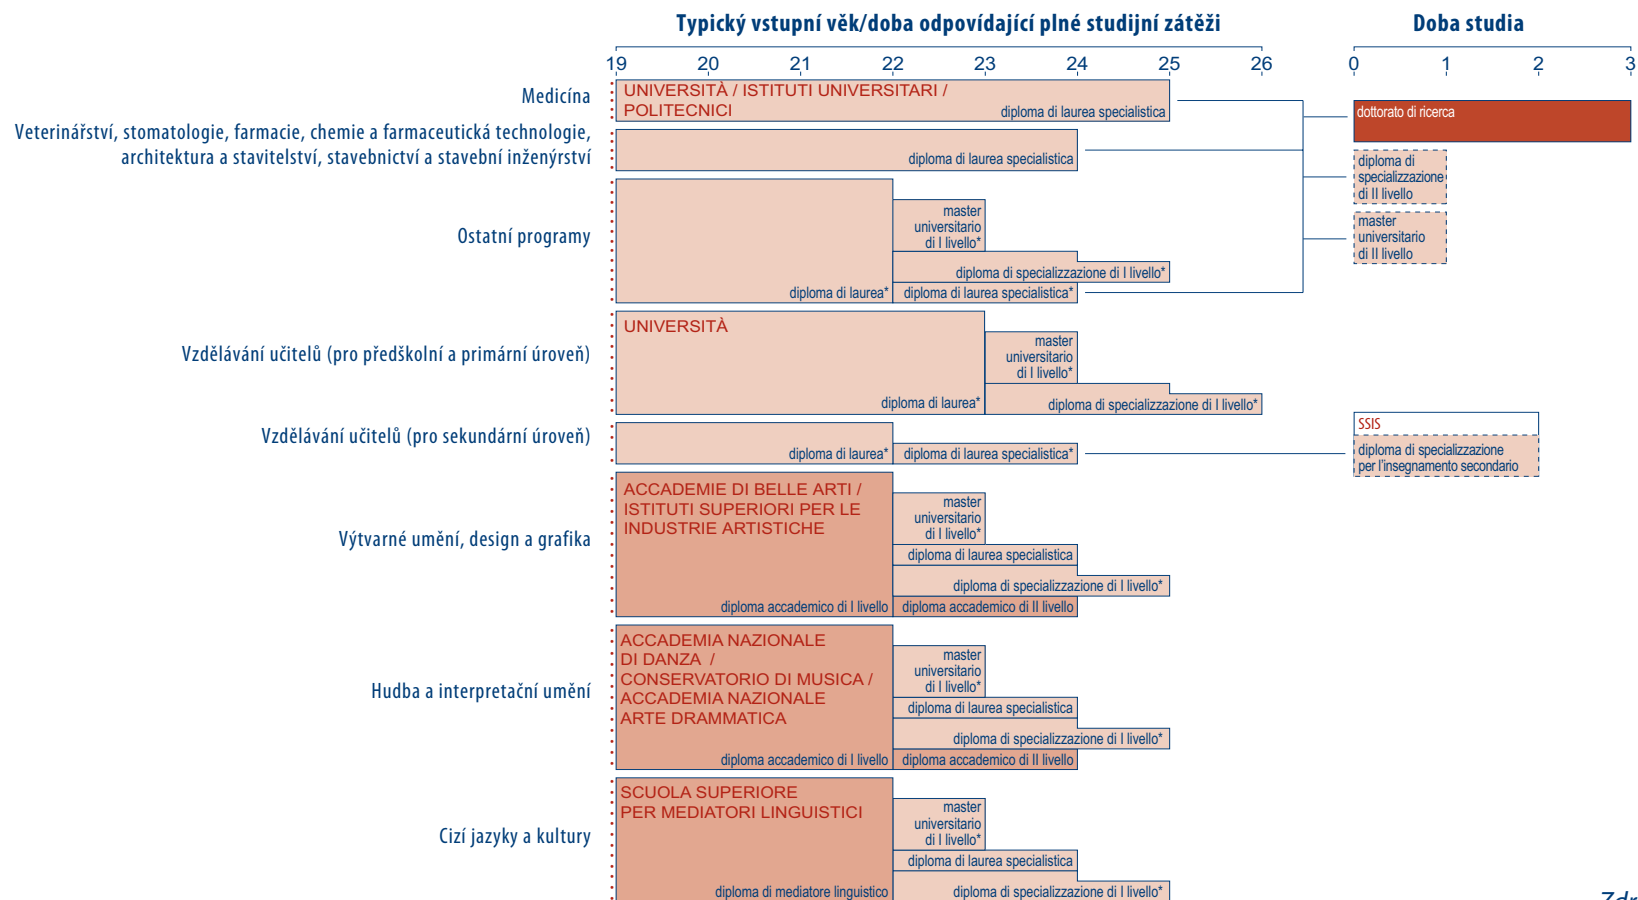 Typický vstupní věk/doba odpovídající plné studijní zátěži
Doba studia
19 20 21 22 23 24 25 26
0 1 2 3
Medicína
UNIVERSITÀ / ISTITUTI UNIVERSITARI /
POLITECNICI
diploma di laurea specialistica
dottorato di ricerca
Veterinářství, stomatologie, farmacie, chemie a farmaceutická technologie,
architektura a stavitelství, stavebnictví a stavební inženýrství
diploma di laurea specialistica
diploma di
specializzazione
di II livello
Ostatní programy
master
universitario
di I livello*
diploma di specializzazione di I livello*
diploma di laurea*
diploma di laurea specialistica*
master
universitario
di II livello
Vzdělávání učitelů (pro předškolní a primární úroveň)
UNIVERSITÀ
master
universitario
di I livello*
diploma di laurea*
diploma di specializzazione di I livello*
Vzdělávání učitelů (pro sekundární úroveň)
diploma di laurea*
diploma di laurea specialistica*
SSIS
diploma di specializzazione
per l'insegnamento secondario
Výtvarné umění, design a grafika
ACCADEMIE DI BELLE ARTI /
ISTITUTI SUPERIORI PER LE
INDUSTRIE ARTISTICHE
master
universitario
di I livello*
diploma di laurea specialistica
diploma di specializzazione di I livello*
diploma accademico di I livello
diploma accademico di II livello
Hudba a interpretační umění
ACCADEMIA NAZIONALE
DI DANZA /
CONSERVATORIO DI MUSICA /
ACCADEMIA NAZIONALE
ARTE DRAMMATICA
master
universitario
di I livello*
diploma di laurea specialistica
diploma di specializzazione di I livello*
diploma accademico di I livello
diploma accademico di II livello
Cizí jazyky a kultury
SCUOLA SUPERIORE
PER MEDIATORI LINGUISTICI
master
universitario
di I livello*
diploma di laurea specialistica
diploma di mediatore linguistico
diploma di specializzazione di I livello*